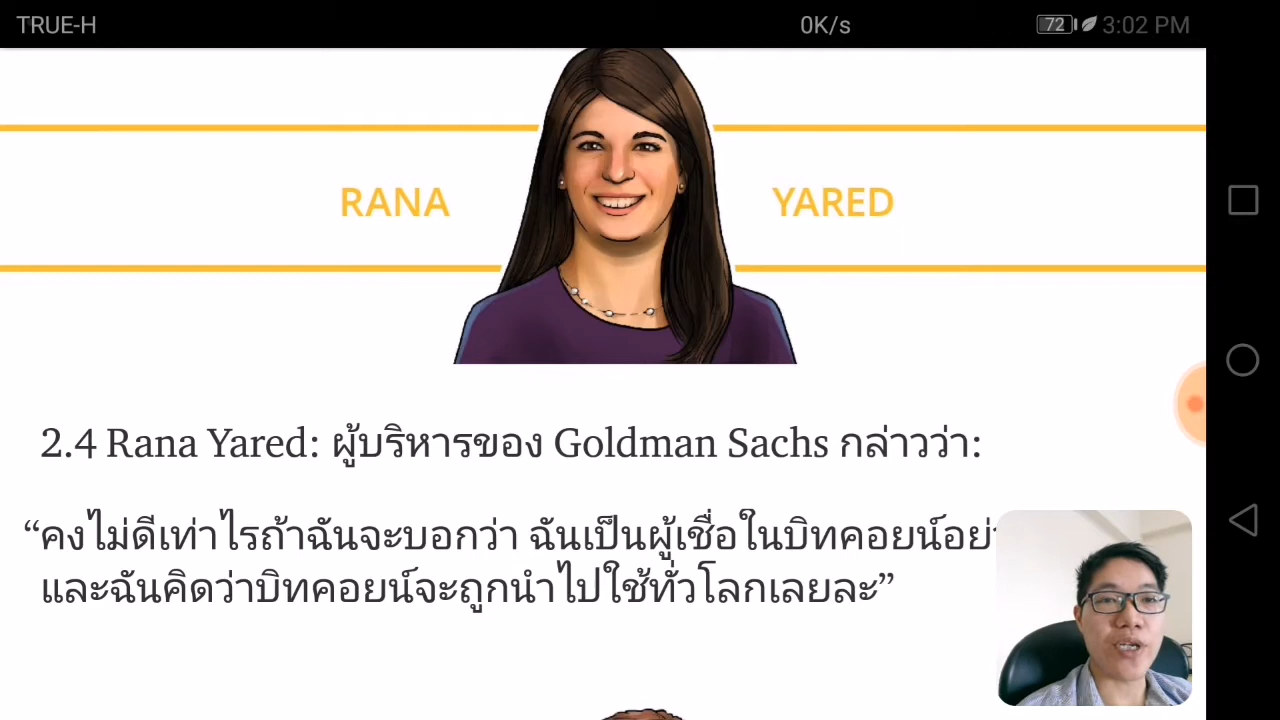 TRUE-H 0K/s 72 3:02 PM
RANA YARED
2.4 Rana Yared: ผู้บริหารของ Goldman Sachs กล่าวว่า:
“คงไม่ดีเท่าไรถ้าฉันจะบอกว่า ฉันเป็นผู้เชื่อในบิทคอยน์
และฉันคิดว่าบิทคอยน์จะถูกนำไปใช้ทั่วโลกเลยละ”